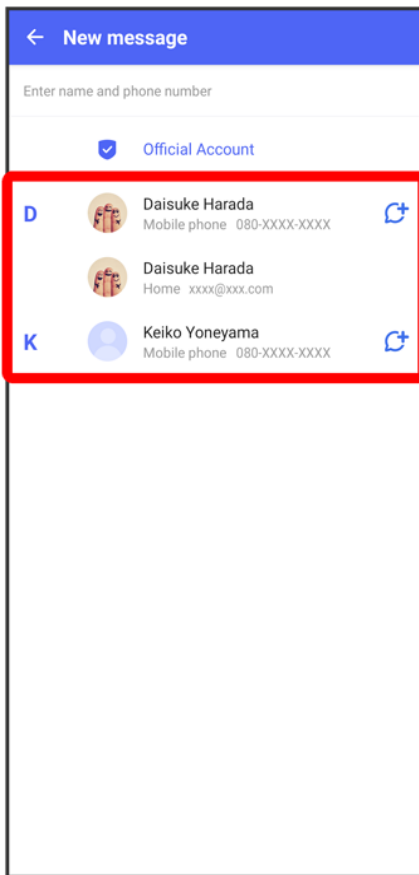 New message
Enter name and phone number
Official Account
D
Daisuke Harada
Mobile phone 080-XXXX-XXXX
Daisuke Harada
Home xxxx@xxx.com
K
Keiko Yoneyama
Mobile phone 080-XXXX-XXXX